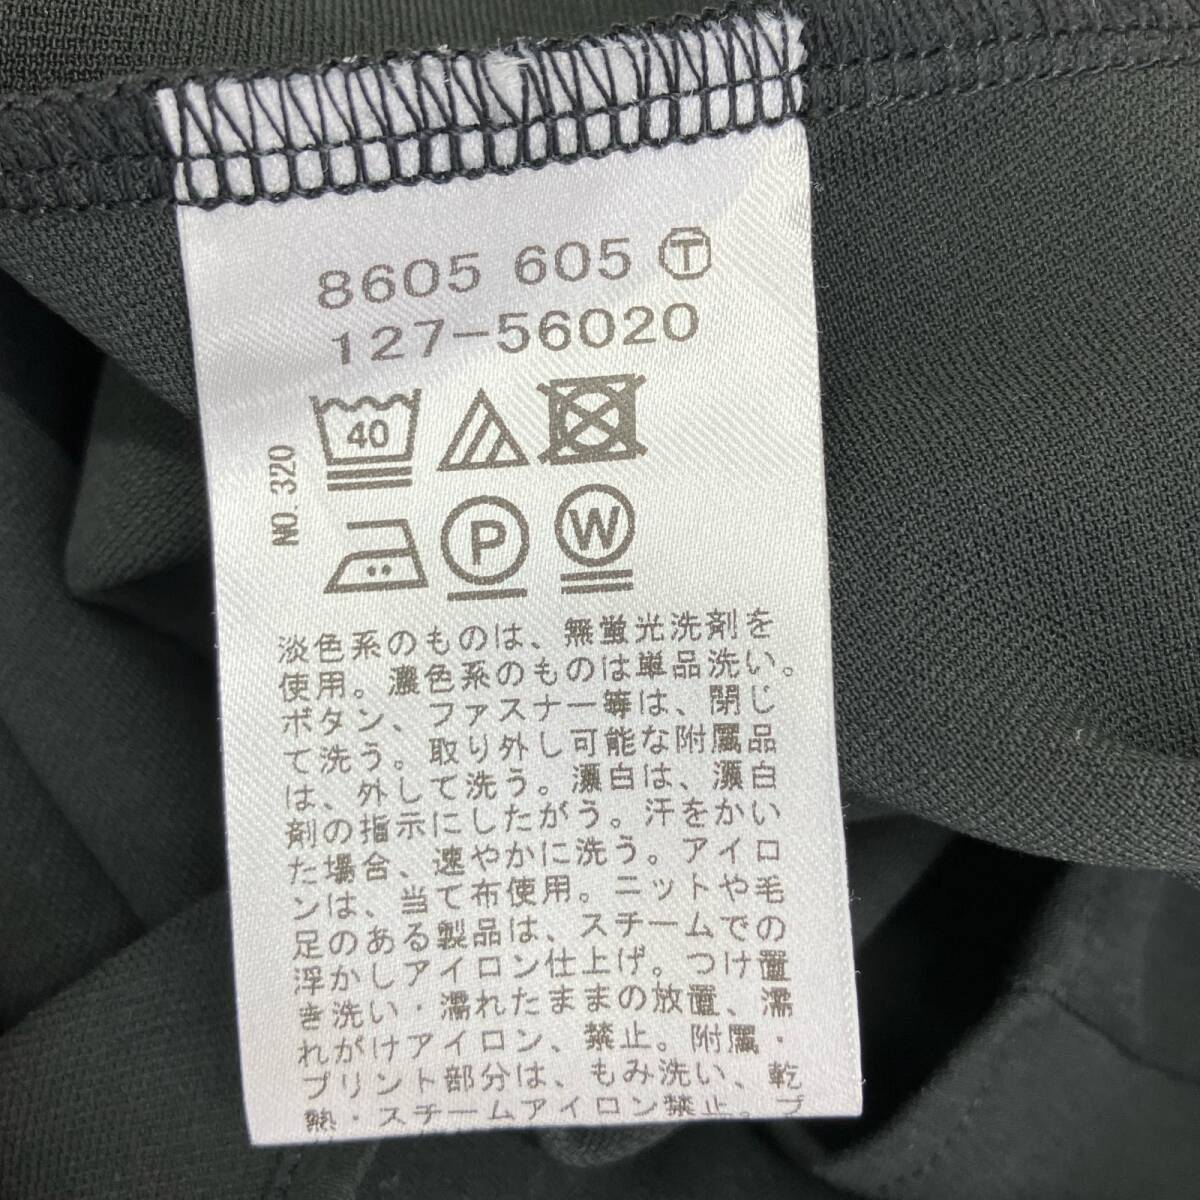 8605 605 Ⓣ
127-56020
NO.320
40
P W
淡色系のものは、無蛍光洗剤を
使用。濃色系のものは単品洗い。
ボタン、ファスナー等は、閉じ
て洗う。取り外し可能な附属品
は、外して洗う。漂白は、漂白
剤の指示にしたがう。汗をかい
た場合、速やかに洗う。アイロ
ンは、当て布使用。ニットや毛
足のある製品は、スチームでの
浮かしアイロン仕上げ。つけ置
き洗い・濡れたままの放置、濡
れがけアイロン、禁止。附属・
プリント部分は、もみ洗い、乾
熱・スチームアイロン禁止。プ